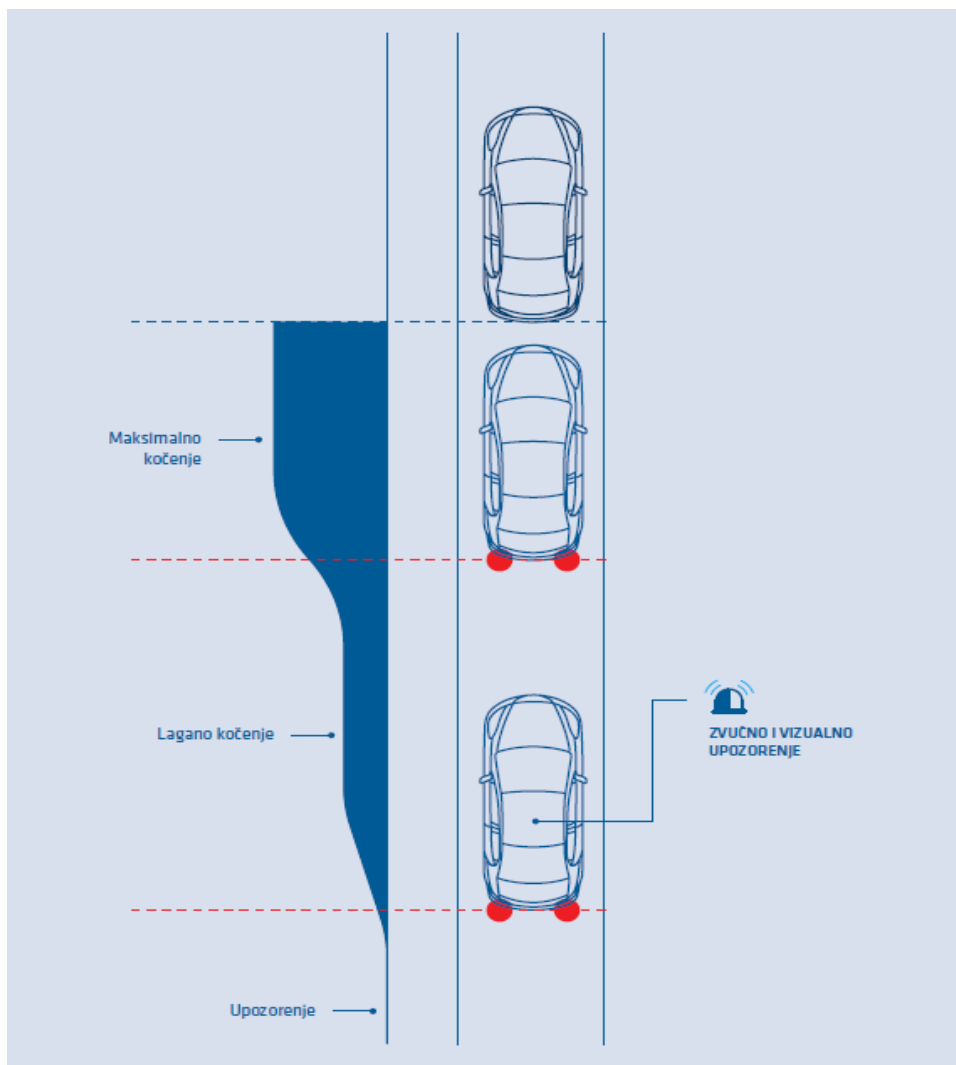 Maksimalno
kočenje
Lagano kočenje
ZVUČNO I VIZUALNO
UPOZORENJE
Upozorenje